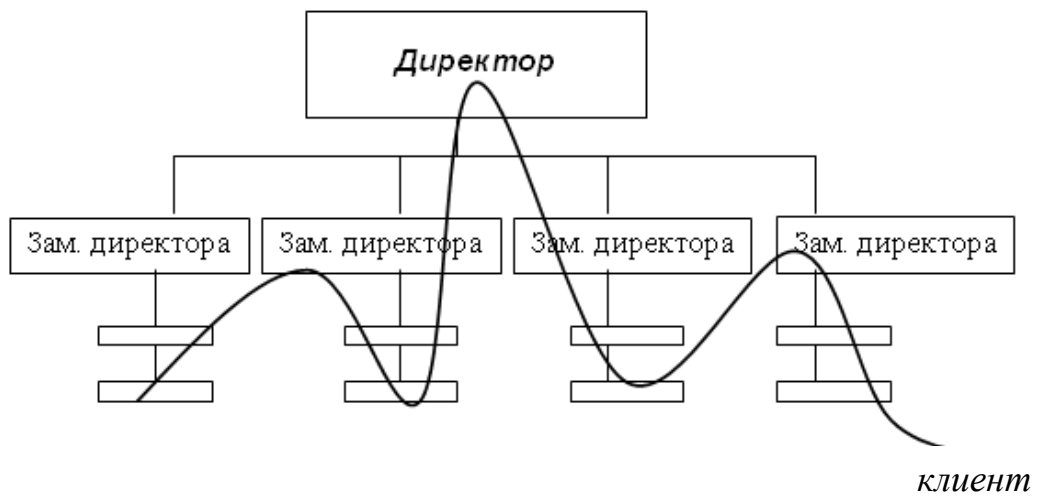 Директор
Зам. директора
Зам. директора
Зам. директора
Зам. директора
клиент